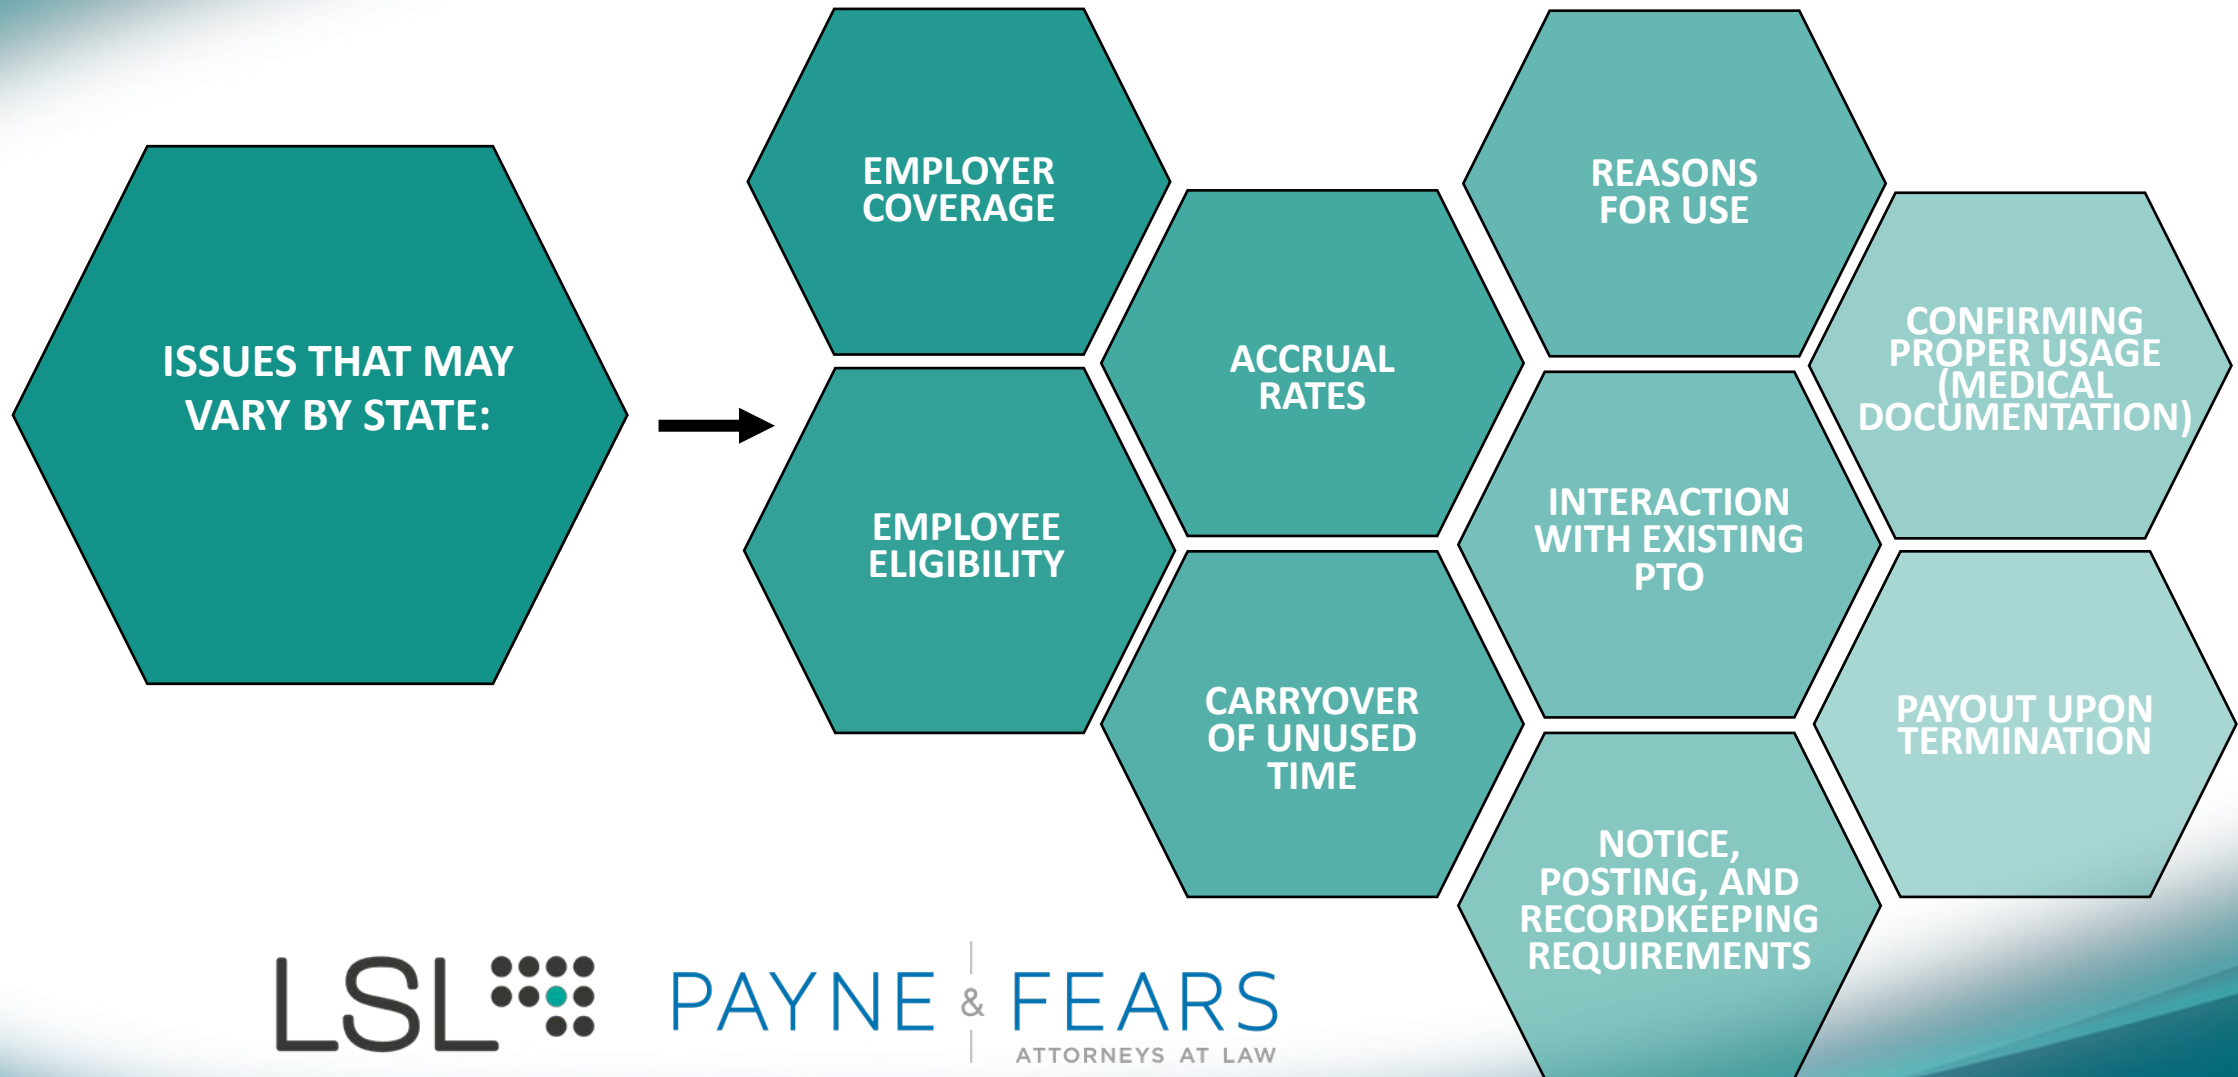 ISSUES THAT MAY
VARY BY STATE:
EMPLOYER
COVERAGE
EMPLOYEE
ELIGIBILITY
ACCRUAL
RATES
CARRYOVER
OF UNUSED
TIME
REASONS
FOR USE
INTERACTION
WITH EXISTING
PTO
NOTICE,
POSTING, AND
RECORDKEEPING
REQUIREMENTS
CONFIRMING
PROPER USAGE
(MEDICAL
DOCUMENTATION)
PAYOUT UPON
TERMINATION
LSL
PAYNE & FEARS
ATTORNEYS AT LAW